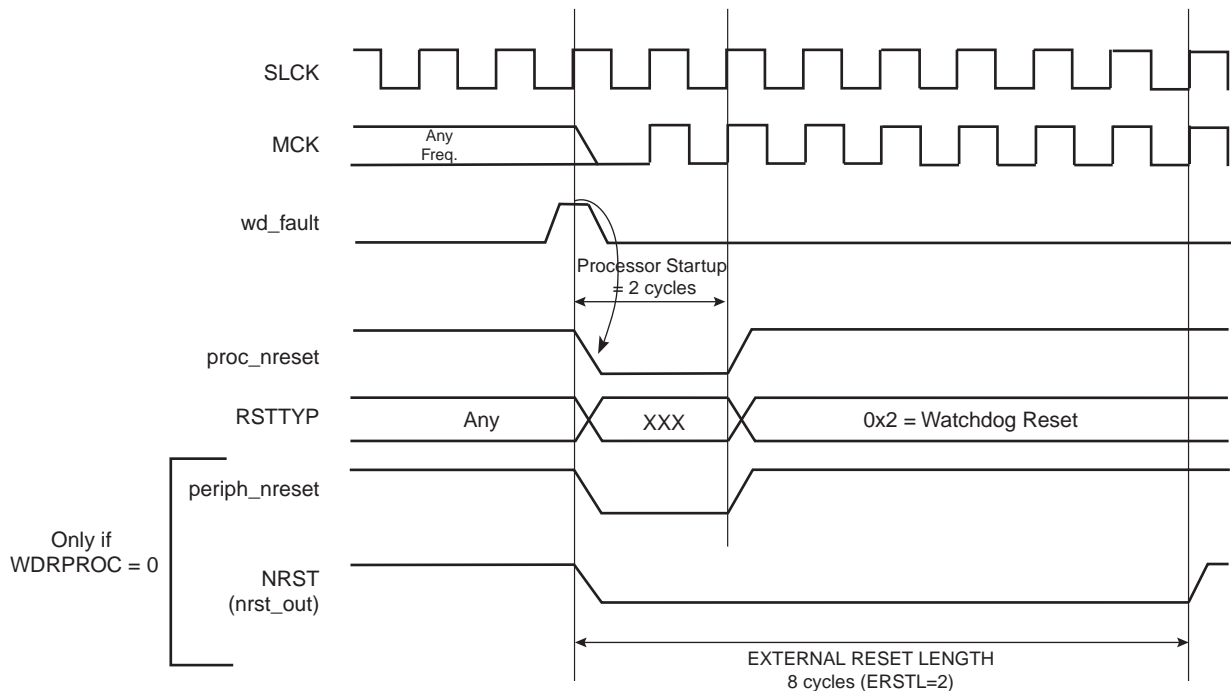 SLCK
MCK
Any
Freq.
wd_fault
Processor Startup
= 2 cycles
proc_nreset
RSTTYP
Any
XXX
0x2 = Watchdog Reset
periph_nreset
Only if
WDRPROC = 0
NRST
(nrst_out)
EXTERNAL RESET LENGTH
8 cycles (ERSTL=2)